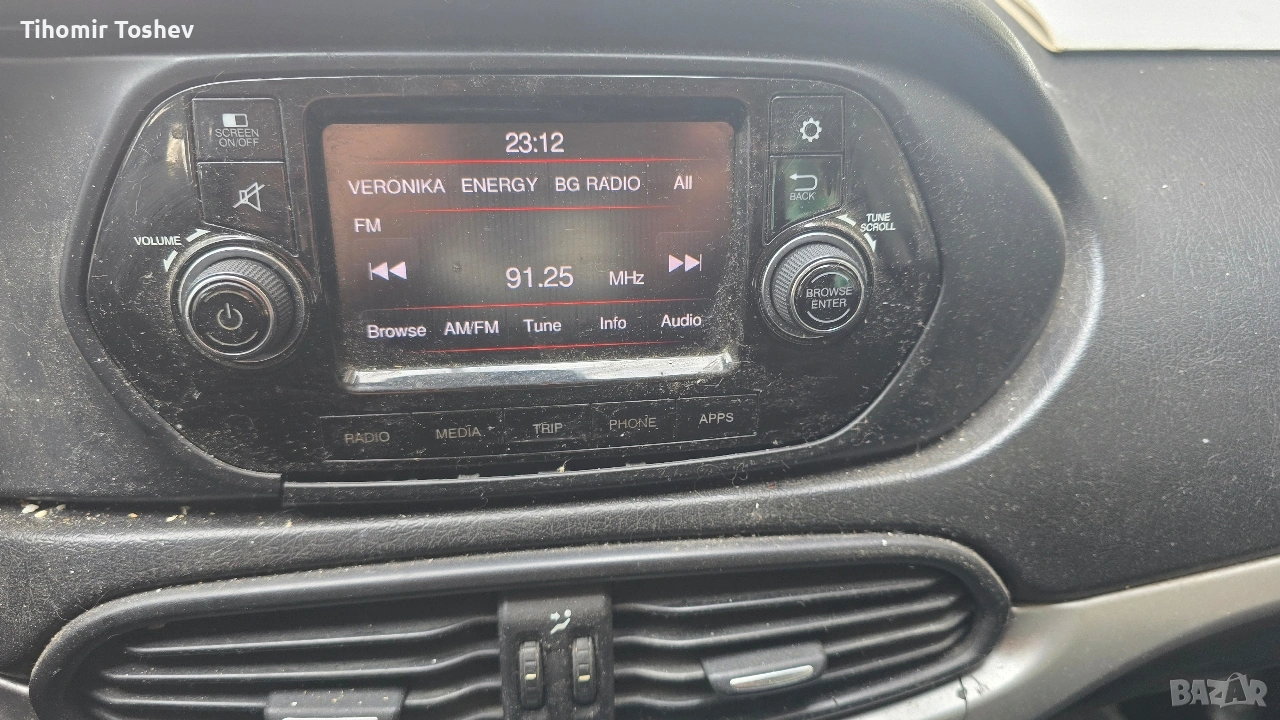 Tihomir Toshev
SCREEN
ON/OFF
VOLUME
23:12
VERONIKA ENERGY BG RADIO All
FM
91.25 MHz
Browse AM/FM Tune Info Audio
BACK
TUNE
SCROLL
BROWSE
ENTER
RADIO MEDIA TRIP PHONE APPS
BAZAR